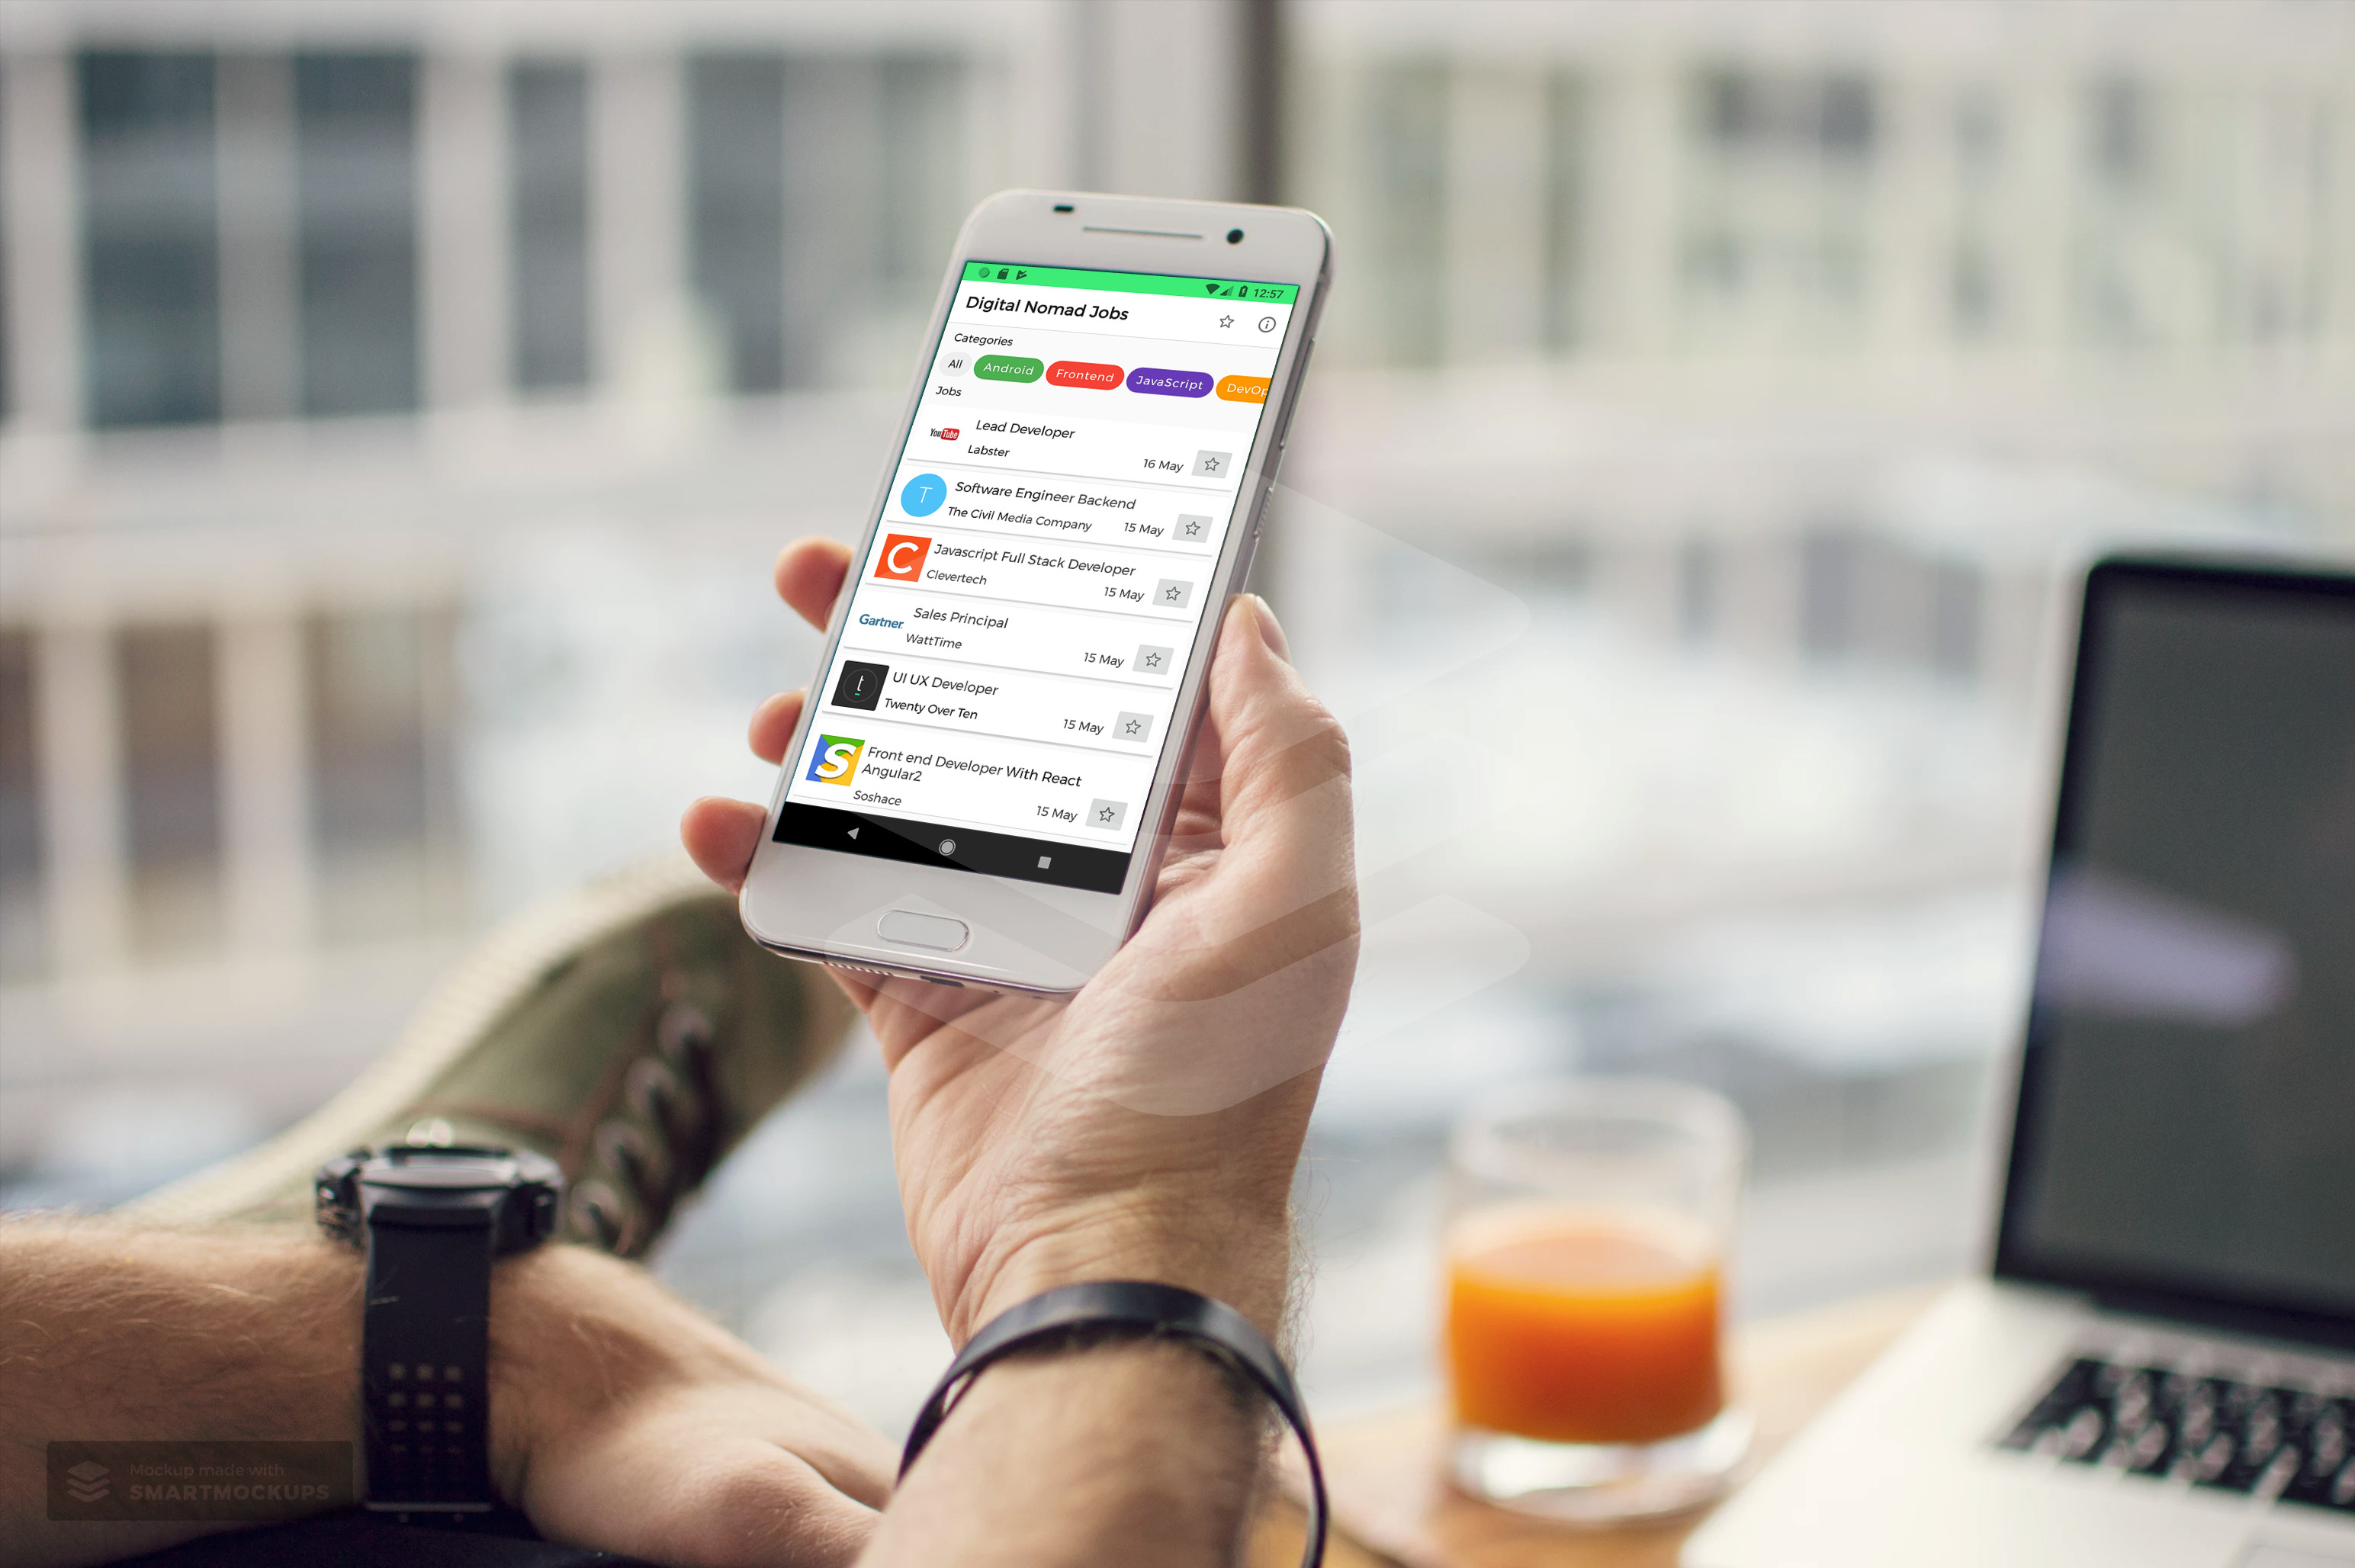 12:57
Digital Nomad Jobs
Categories
All Android Frontend JavaScript DevOp
Jobs
YouTube
Lead Developer
Labster
16 May
T
Software Engineer Backend
The Civil Media Company
15 May
C
Javascript Full Stack Developer
Clevertech
15 May
Gartner
Sales Principal
WattTime
15 May
t
UI UX Developer
Twenty Over Ten
15 May
S
Front end Developer With React
Angular2
Soshace
15 May
Mockup made with
SMARTMOCKUPS